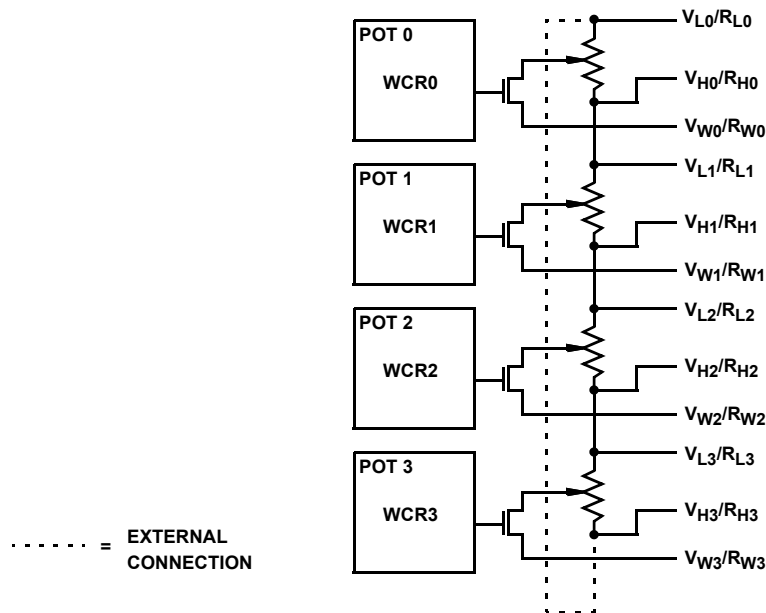 POT 0
WCR0
VL0/RL0
VH0/RH0
VW0/RW0
POT 1
WCR1
VL1/RL1
VH1/RH1
VW1/RW1
POT 2
WCR2
VL2/RL2
VH2/RH2
VW2/RW2
POT 3
WCR3
VL3/RL3
VH3/RH3
VW3/RW3
= EXTERNAL
CONNECTION